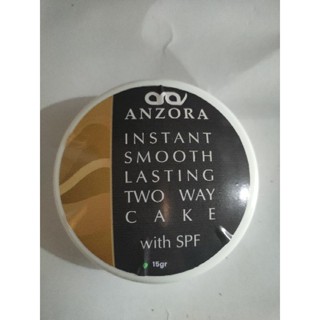 ANZORA
INSTANT
SMOOTH
LASTING
TWO WAY
CAKE
with SPF
15gr